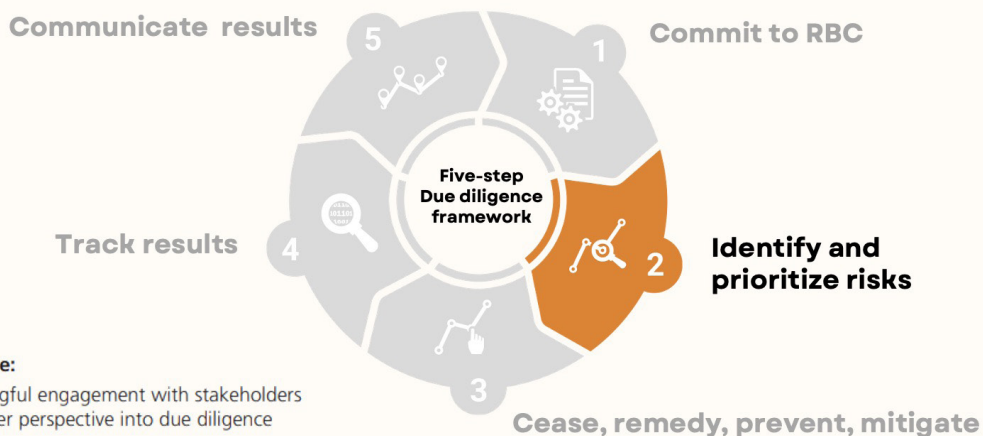 Communicate results
5
1
Commit to RBC
Five-step
Due diligence
framework
Track results
4
2
Identify and
prioritize risks
3
e:
gful engagement with stakeholders
er perspective into due diligence
Cease, remedy, prevent, mitigate